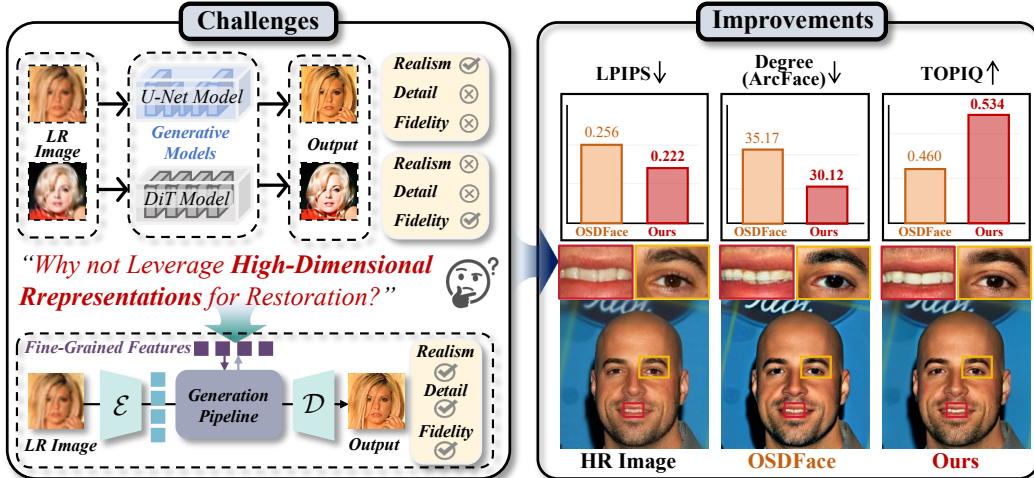 Challenges
U-Net Model
LR
Image
Generative
Models
DiT Model
Output
Realism
Detail
Fidelity
Realism
Detail
Fidelity
“Why not Leverage High-Dimensional
Rrepresentations for Restoration?”
?
Fine-Grained Features
LR Image
ℰ
Generation
Pipeline
𝒟
Output
Realism
Detail
Fidelity
Improvements
LPIPS↓
0.256
0.222
OSDFace Ours
Degree
(ArcFace)↓
35.17
30.12
OSDFace Ours
TOPIQ↑
0.460
0.534
OSDFace Ours
HR Image
OSDFace
Ours